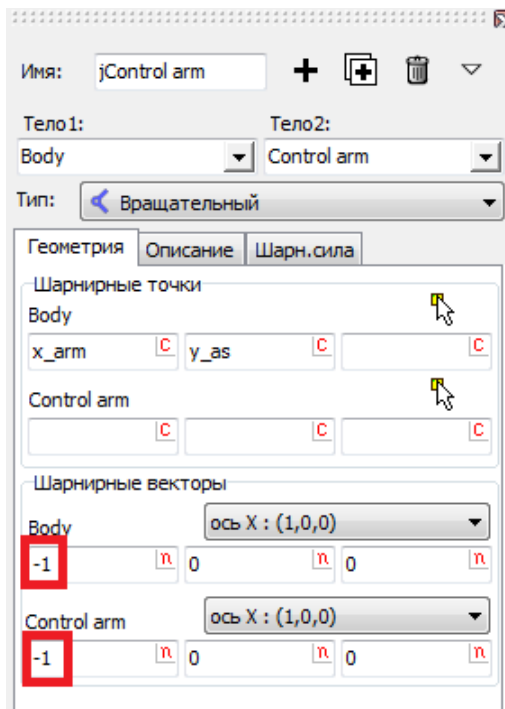 Имя: jControl arm
Тело1: Тело2:
Body Control arm
Тип: Вращательный
Геометрия Описание Шарн.сила
Шарнирные точки
Body
x_arm C y_as C C
Control arm
C C C
Шарнирные векторы
Body ось X : (1,0,0)
-1 n 0 n 0 n
Control arm ось X : (1,0,0)
-1 n 0 n 0 n